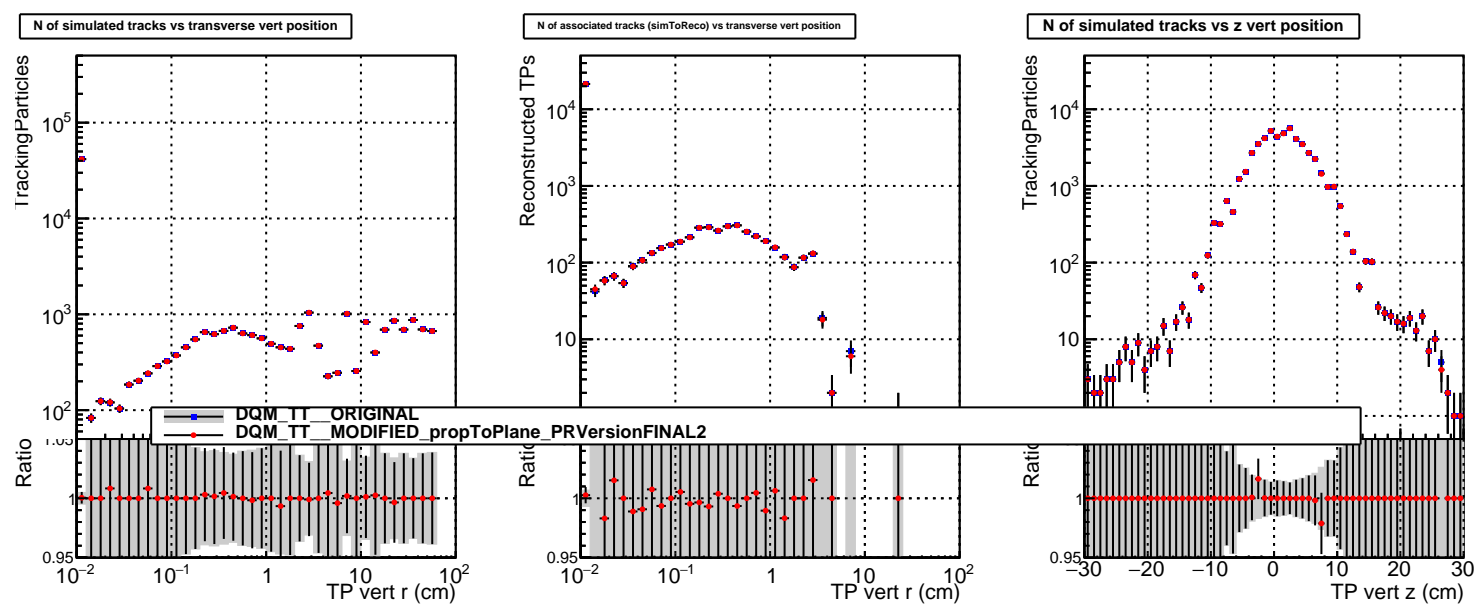 N of simulated tracks vs transverse vert position
N of associated tracks (simToReco) vs transverse vert position
N of simulated tracks vs z vert position
TrackingParticles
10^5
10^4
10^3
10^2
Reconstructed TPs
10^4
10^3
10^2
10
TrackingParticles
10^4
10^3
10^2
10
DQM_TT__ORIGINAL
DQM_TT__MODIFIED_propToPlane_PRVersionFINAL2
Ratio
1.05
1
0.95
10^−2 10^−1 1 10 10^2
TP vert r (cm)
Ratio
1
0.95
10^−2 10^−1 1 10 10^2
TP vert r (cm)
Ratio
1
0.95
−30 −20 −10 0 10 20 30
TP vert z (cm)